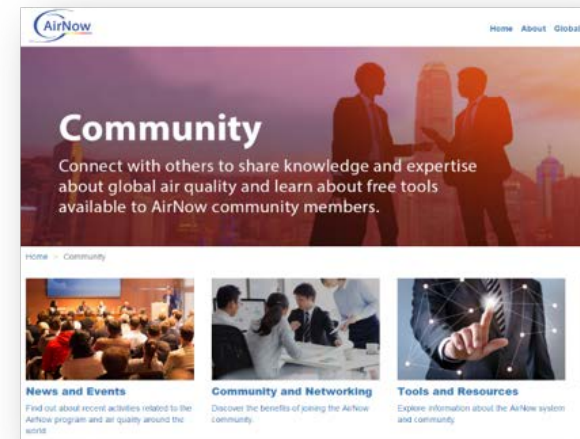 AirNow
Home About Global
Community
Connect with others to share knowledge and expertise
about global air quality and learn about free tools
available to AirNow community members.
Home > Community
News and Events
Find out about recent activities related to the
AirNow program and air quality around the
world.
Community and Networking
Discover the benefits of joining the AirNow
community.
Tools and Resources
Explore information about the AirNow system
and community.